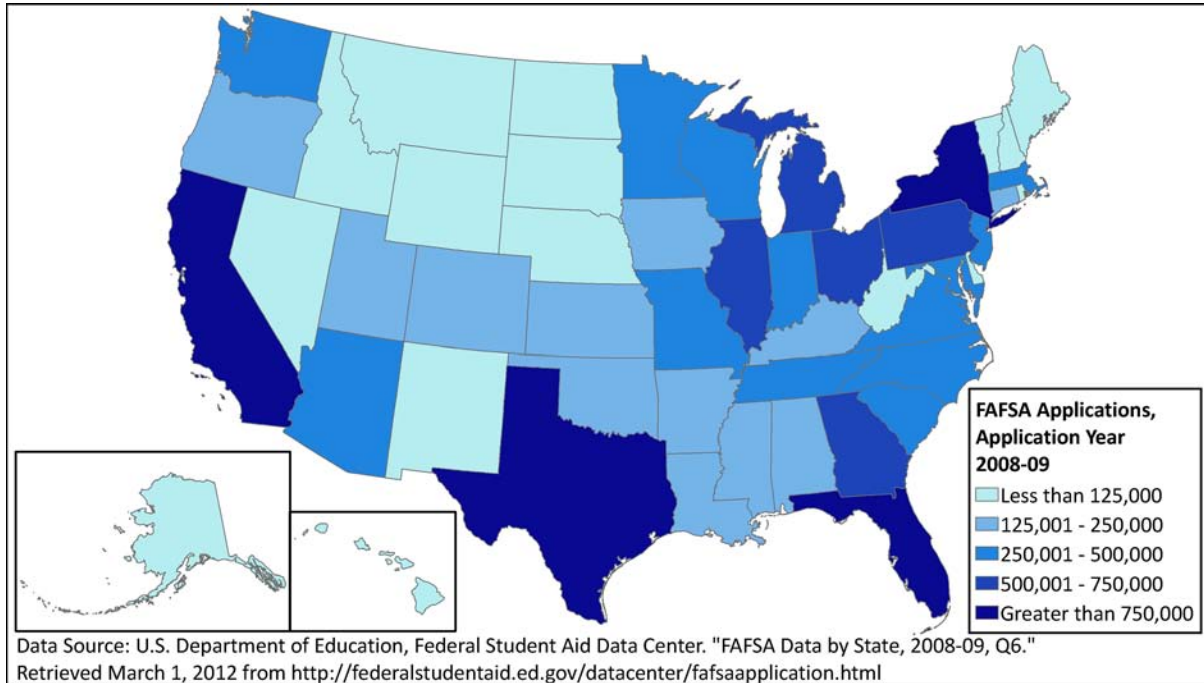 FAFSA Applications,
Application Year
2008-09
Less than 125,000
125,001 - 250,000
250,001 - 500,000
500,001 - 750,000
Greater than 750,000
Data Source: U.S. Department of Education, Federal Student Aid Data Center. "FAFSA Data by State, 2008-09, Q6."
Retrieved March 1, 2012 from http://federalstudentaid.ed.gov/datacenter/fafsaapplication.html